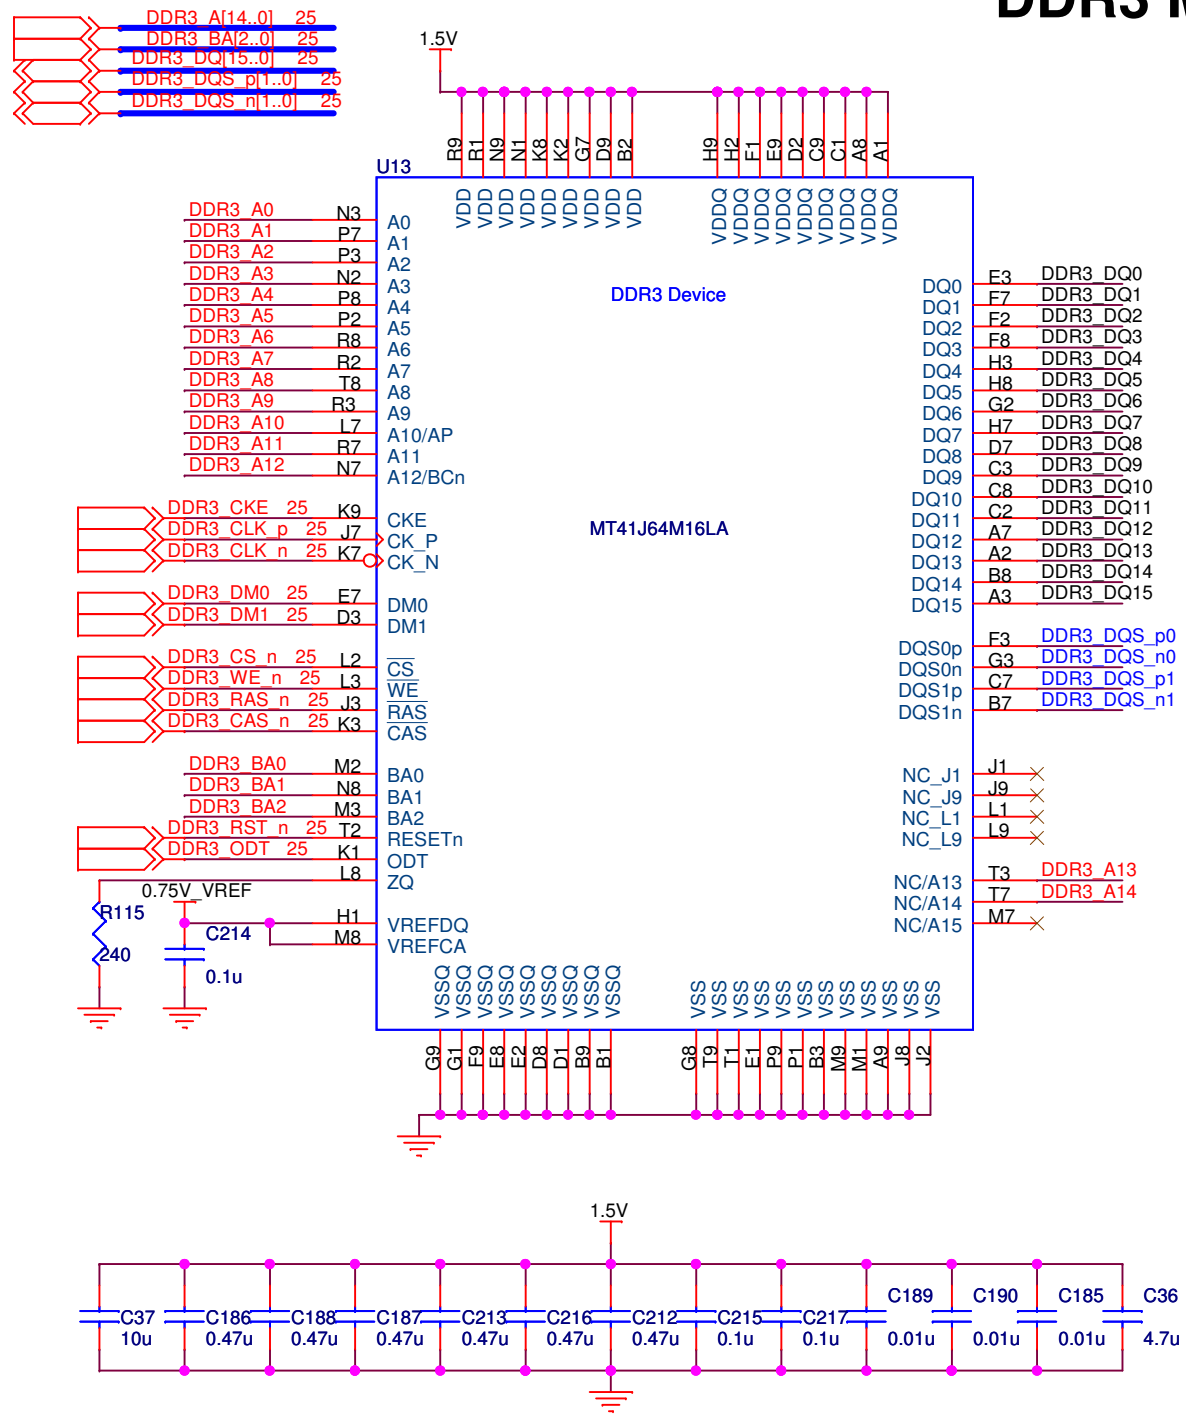 DDR3 M
DDR3_A[14..0] 25
DDR3_BA[2..0] 25
DDR3_DQ[15..0] 25
DDR3_DQS_p[1..0] 25
DDR3_DQS_n[1..0] 25
1.5V
R9 R1 N9 N1 K8 K2 G7 D9 B2 H9 H2 F1 E9 D2 C9 C1 A8 A1
U13
VDD VDD VDD VDD VDD VDD VDD VDD VDD VDDQ VDDQ VDDQ VDDQ VDDQ VDDQ VDDQ VDDQ VDDQ
DDR3_A0 N3 A0
DDR3_A1 P7 A1
DDR3_A2 P3 A2
DDR3_A3 N2 A3
DDR3_A4 P8 A4
DDR3_A5 P2 A5
DDR3_A6 R8 A6
DDR3_A7 R2 A7
DDR3_A8 T8 A8
DDR3_A9 R3 A9
DDR3_A10 L7 A10/AP
DDR3_A11 R7 A11
DDR3_A12 N7 A12/BCn
DDR3_CKE 25 K9 CKE
DDR3_CLK_p 25 J7 CK_P
DDR3_CLK_n 25 K7 CK_N
DDR3_DM0 25 E7 DM0
DDR3_DM1 25 D3 DM1
DDR3_CS_n 25 L2 CS
DDR3_WE_n 25 L3 WE
DDR3_RAS_n 25 J3 RAS
DDR3_CAS_n 25 K3 CAS
DDR3_BA0 M2 BA0
DDR3_BA1 N8 BA1
DDR3_BA2 M3 BA2
DDR3_RST_n 25 T2 RESETn
DDR3_ODT 25 K1 ODT
L8 ZQ
0.75V_VREF
R115
240
C214
0.1u
H1 VREFDQ
M8 VREFCA
DDR3 Device
MT41J64M16LA
DQ0 E3 DDR3_DQ0
DQ1 F7 DDR3_DQ1
DQ2 F2 DDR3_DQ2
DQ3 F8 DDR3_DQ3
DQ4 H3 DDR3_DQ4
DQ5 H8 DDR3_DQ5
DQ6 G2 DDR3_DQ6
DQ7 H7 DDR3_DQ7
DQ8 D7 DDR3_DQ8
DQ9 C3 DDR3_DQ9
DQ10 C8 DDR3_DQ10
DQ11 C2 DDR3_DQ11
DQ12 A7 DDR3_DQ12
DQ13 A2 DDR3_DQ13
DQ14 B8 DDR3_DQ14
DQ15 A3 DDR3_DQ15
DQS0p F3 DDR3_DQS_p0
DQS0n G3 DDR3_DQS_n0
DQS1p C7 DDR3_DQS_p1
DQS1n B7 DDR3_DQS_n1
NC_J1 J1
NC_J9 J9
NC_L1 L1
NC_L9 L9
NC/A13 T3 DDR3_A13
NC/A14 T7 DDR3_A14
NC/A15 M7
VSSQ VSSQ VSSQ VSSQ VSSQ VSSQ VSSQ VSSQ VSSQ VSS VSS VSS VSS VSS VSS VSS VSS VSS VSS VSS VSS
G9 G1 F9 E8 E2 D8 D1 B9 B1 G8 T9 T1 E1 P9 P1 B3 M9 M1 A9 J8 J2
1.5V
C37 C186 C188 C187 C213 C216 C212 C215 C217 C189 C190 C185 C36
10u 0.47u 0.47u 0.47u 0.47u 0.47u 0.47u 0.1u 0.1u 0.01u 0.01u 0.01u 4.7u